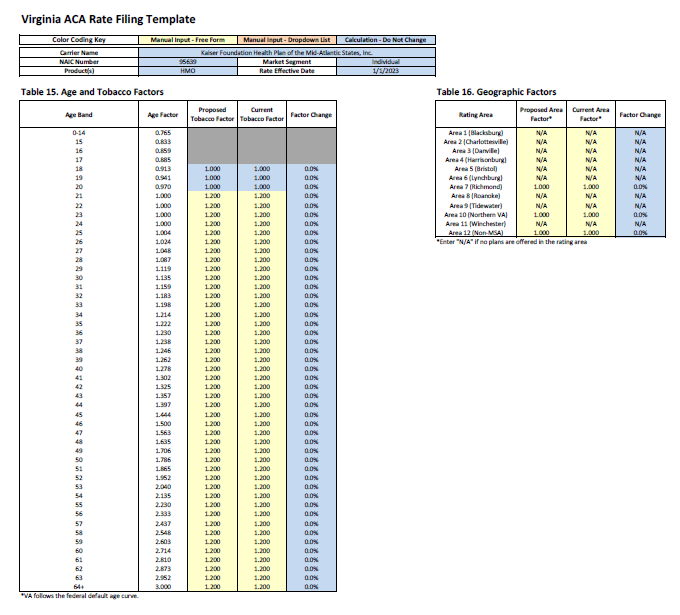 Virginia ACA Rate Filing Template
Color Coding Key Manual Input - Free Form Manual Input - Dropdown List Calculation - Do Not Change
Carrier Name Kaiser Foundation Health Plan of the Mid-Atlantic States, Inc.
NAIC Number 95639 Market Segment Individual
Product(s) HMO Rate Effective Date 1/1/2023
Table 15. Age and Tobacco Factors
Age Band Age Factor Proposed Tobacco Factor Current Tobacco Factor Factor Change
0-14 0.765
15 0.833
16 0.859
17 0.885
18 0.913 1.000 1.000 0.0%
19 0.941 1.000 1.000 0.0%
20 0.970 1.000 1.000 0.0%
21 1.000 1.200 1.200 0.0%
22 1.000 1.200 1.200 0.0%
23 1.000 1.200 1.200 0.0%
24 1.000 1.200 1.200 0.0%
25 1.004 1.200 1.200 0.0%
26 1.024 1.200 1.200 0.0%
27 1.048 1.200 1.200 0.0%
28 1.087 1.200 1.200 0.0%
29 1.119 1.200 1.200 0.0%
30 1.135 1.200 1.200 0.0%
31 1.159 1.200 1.200 0.0%
32 1.183 1.200 1.200 0.0%
33 1.198 1.200 1.200 0.0%
34 1.214 1.200 1.200 0.0%
35 1.222 1.200 1.200 0.0%
36 1.230 1.200 1.200 0.0%
37 1.238 1.200 1.200 0.0%
38 1.246 1.200 1.200 0.0%
39 1.262 1.200 1.200 0.0%
40 1.278 1.200 1.200 0.0%
41 1.302 1.200 1.200 0.0%
42 1.325 1.200 1.200 0.0%
43 1.357 1.200 1.200 0.0%
44 1.397 1.200 1.200 0.0%
45 1.444 1.200 1.200 0.0%
46 1.500 1.200 1.200 0.0%
47 1.563 1.200 1.200 0.0%
48 1.635 1.200 1.200 0.0%
49 1.706 1.200 1.200 0.0%
50 1.786 1.200 1.200 0.0%
51 1.865 1.200 1.200 0.0%
52 1.952 1.200 1.200 0.0%
53 2.040 1.200 1.200 0.0%
54 2.135 1.200 1.200 0.0%
55 2.230 1.200 1.200 0.0%
56 2.333 1.200 1.200 0.0%
57 2.437 1.200 1.200 0.0%
58 2.548 1.200 1.200 0.0%
59 2.603 1.200 1.200 0.0%
60 2.714 1.200 1.200 0.0%
61 2.810 1.200 1.200 0.0%
62 2.873 1.200 1.200 0.0%
63 2.952 1.200 1.200 0.0%
64+ 3.000 1.200 1.200 0.0%
*VA follows the federal default age curve.
Table 16. Geographic Factors
Rating Area Proposed Area Factor* Current Area Factor* Factor Change
Area 1 (Blacksburg) N/A N/A N/A
Area 2 (Charlottesville) N/A N/A N/A
Area 3 (Danville) N/A N/A N/A
Area 4 (Harrisonburg) N/A N/A N/A
Area 5 (Bristol) N/A N/A N/A
Area 6 (Lynchburg) N/A N/A N/A
Area 7 (Richmond) 1.000 1.000 0.0%
Area 8 (Roanoke) N/A N/A N/A
Area 9 (Tidewater) N/A N/A N/A
Area 10 (Northern VA) 1.000 1.000 0.0%
Area 11 (Winchester) N/A N/A N/A
Area 12 (Non-MSA) 1.000 1.000 0.0%
*Enter "N/A" if no plans are offered in the rating area